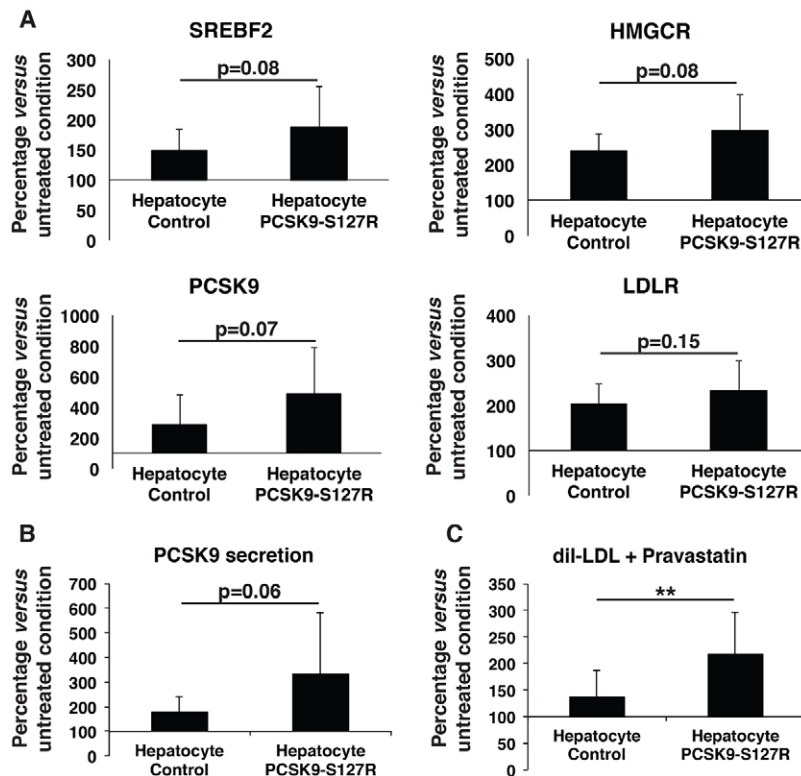 A
SREBF2
Percentage versus
untreated condition
300
250
200
150
100
50
0
p=0.08
Hepatocyte
Control
Hepatocyte
PCSK9-S127R
HMGCR
Percentage versus
untreated condition
500
400
300
200
100
0
p=0.08
Hepatocyte
Control
Hepatocyte
PCSK9-S127R
PCSK9
Percentage versus
untreated condition
1000
800
600
400
200
0
p=0.07
Hepatocyte
Control
Hepatocyte
PCSK9-S127R
LDLR
Percentage versus
untreated condition
400
300
200
100
0
p=0.15
Hepatocyte
Control
Hepatocyte
PCSK9-S127R
B
PCSK9 secretion
Percentage versus
untreated condition
700
600
500
400
300
200
100
100
p=0.06
Hepatocyte
Control
Hepatocyte
PCSK9-S127R
C
dil-LDL + Pravastatin
Percentage versus
untreated condition
350
300
250
200
150
100
50
0
**
Hepatocyte
Control
Hepatocyte
PCSK9-S127R